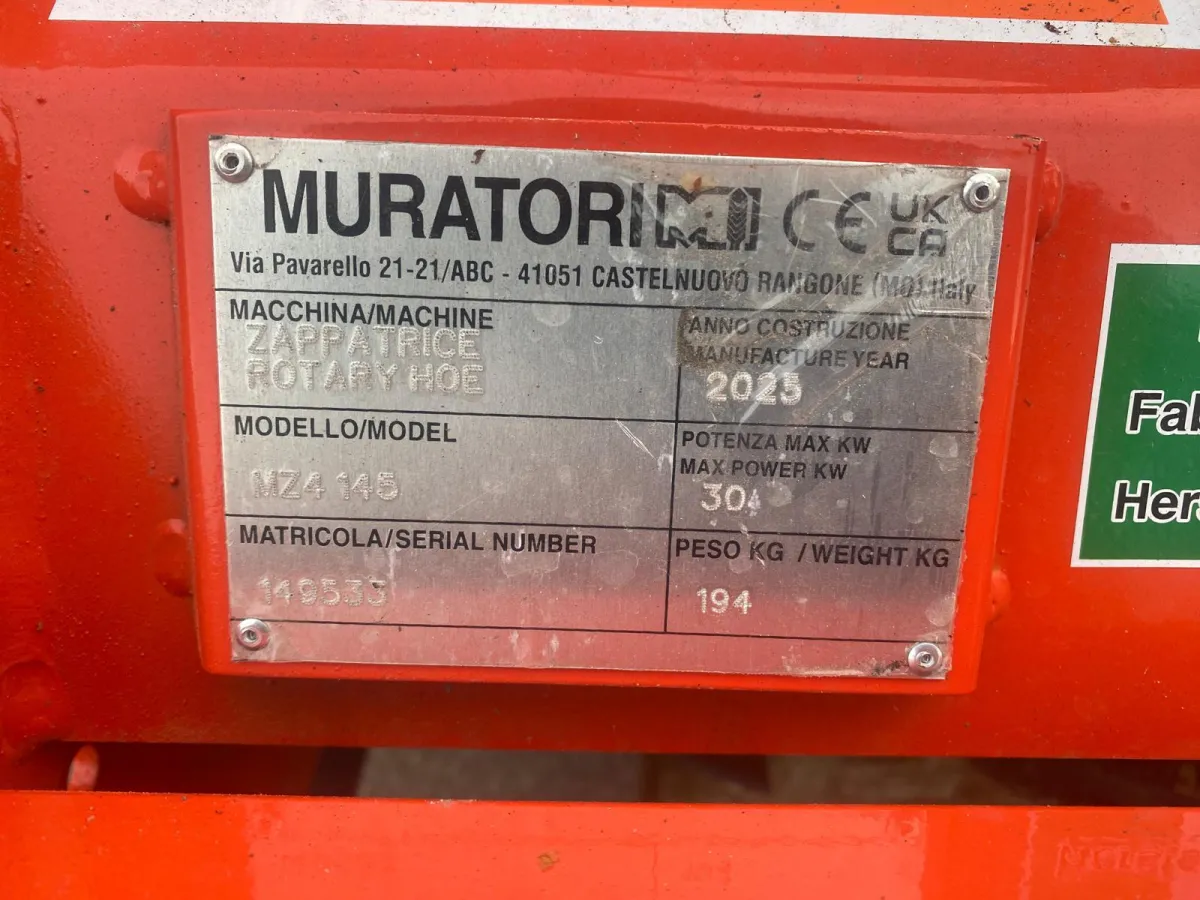 MURATORI CE UK CA
Via Pavarello 21-21/ABC - 41051 CASTELNUOVO RANGONE (MO) Italy
MACCHINA/MACHINE
ZAPPATRICE
ROTARY HOE
ANNO COSTRUZIONE
MANUFACTURE YEAR
2025
MODELLO/MODEL
MZ4 145
POTENZA MAX KW
MAX POWER KW
30
MATRICOLA/SERIAL NUMBER
149533
PESO KG / WEIGHT KG
194
Fab
Her